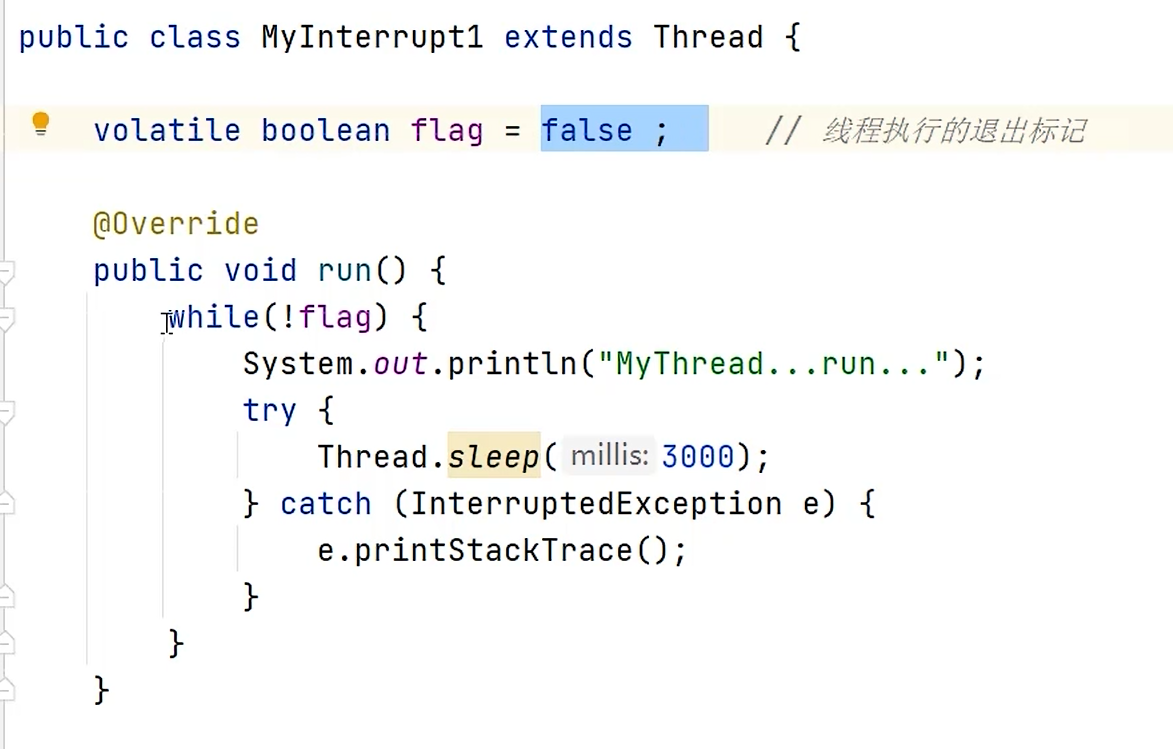 public class MyInterrupt1 extends Thread {
volatile boolean flag = false ;    // 线程执行的退出标记
@Override
public void run() {
while(!flag) {
System.out.println("MyThread...run...");
try {
Thread.sleep( millis: 3000);
} catch (InterruptedException e) {
e.printStackTrace();
}
}
}